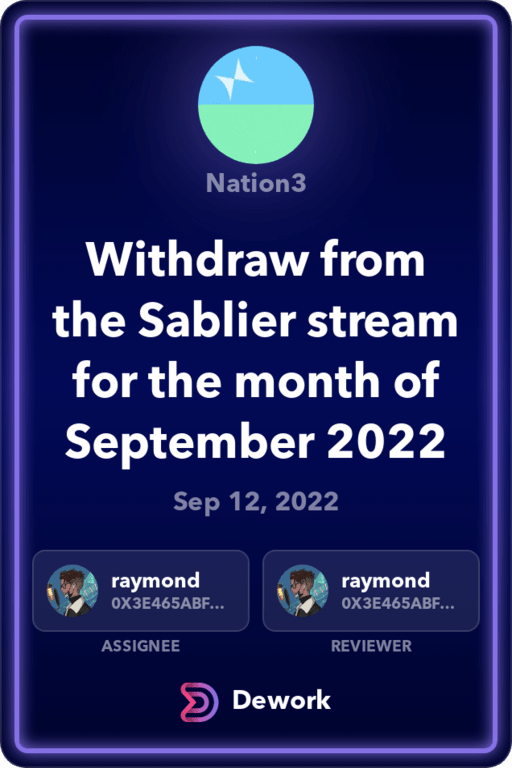 Nation3
Withdraw from
the Sablier stream
for the month of
September 2022
Sep 12, 2022
raymond
0X3E465ABF...
ASSIGNEE
raymond
0X3E465ABF...
REVIEWER
Dework